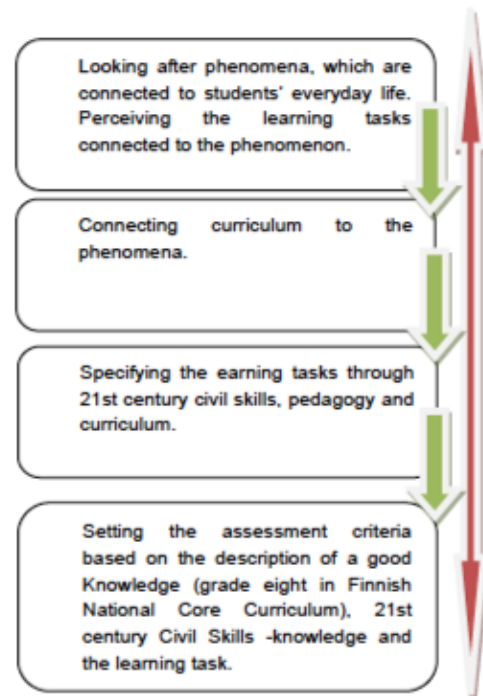 Looking after phenomena, which are
connected to students' everyday life.
Perceiving the learning tasks
connected to the phenomenon.
Connecting curriculum to the
phenomena.
Specifying the earning tasks through
21st century civil skills, pedagogy and
curriculum.
Setting the assessment criteria
based on the description of a good
Knowledge (grade eight in Finnish
National Core Curriculum), 21st
century Civil Skills -knowledge and
the learning task.